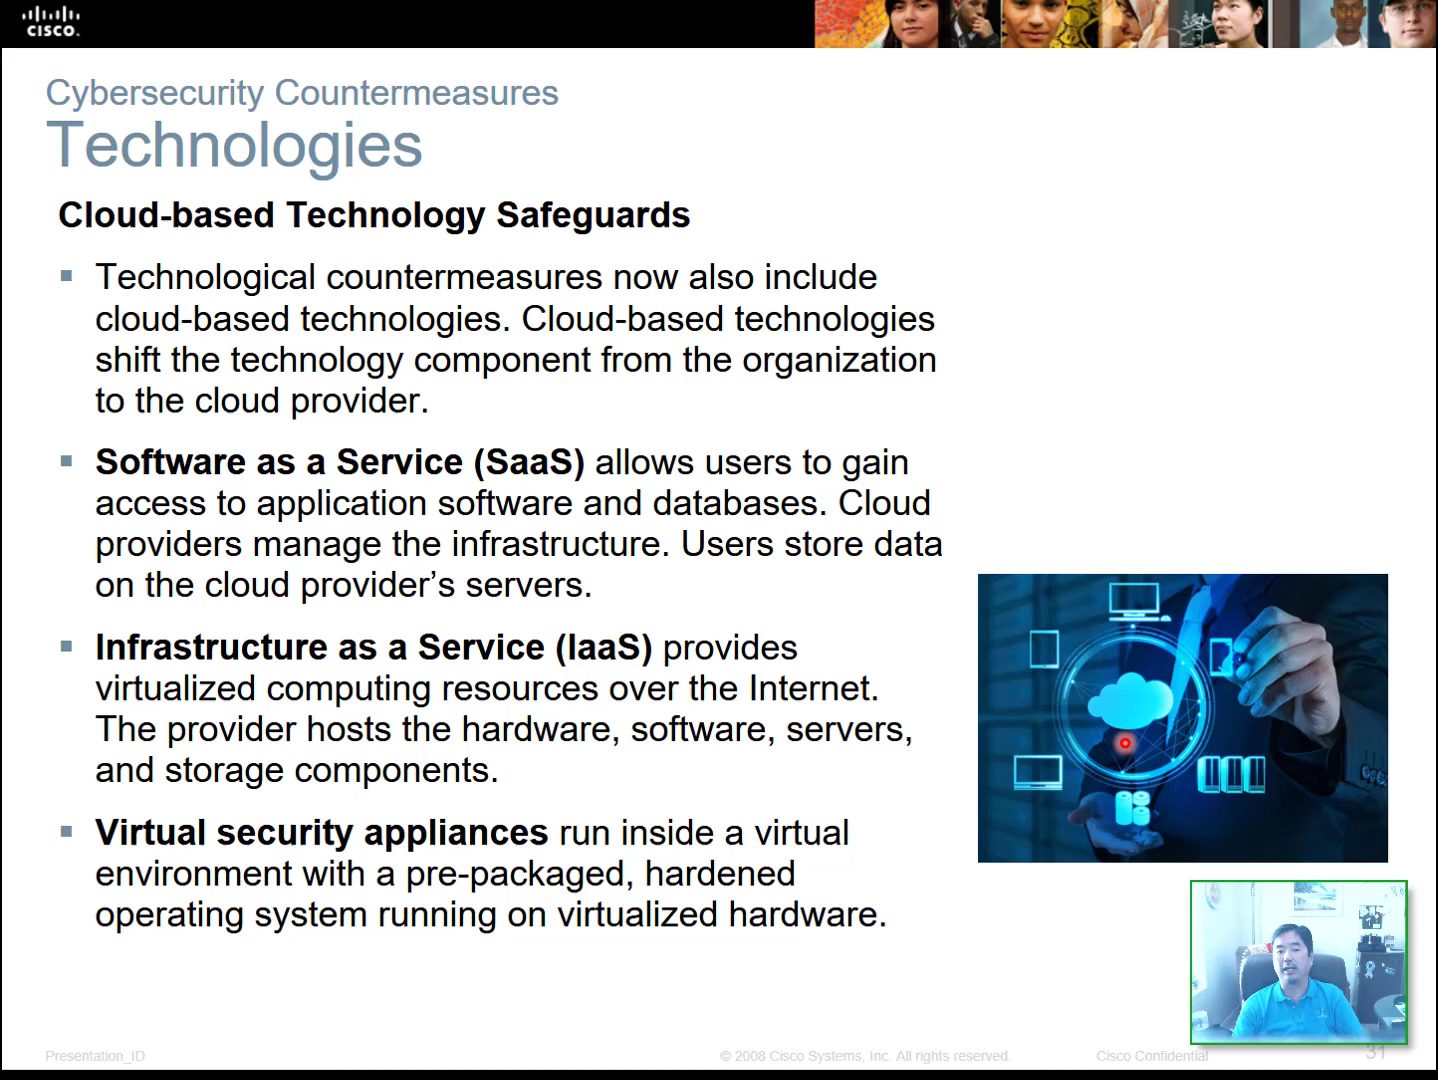 CISCO.
Cybersecurity Countermeasures
Technologies
Cloud-based Technology Safeguards
Technological countermeasures now also include
cloud-based technologies. Cloud-based technologies
shift the technology component from the organization
to the cloud provider.
Software as a Service (SaaS) allows users to gain
access to application software and databases. Cloud
providers manage the infrastructure. Users store data
on the cloud provider’s servers.
Infrastructure as a Service (IaaS) provides
virtualized computing resources over the Internet.
The provider hosts the hardware, software, servers,
and storage components.
Virtual security appliances run inside a virtual
environment with a pre-packaged, hardened
operating system running on virtualized hardware.
Presentation_ID
© 2008 Cisco Systems, Inc. All rights reserved.
Cisco Confidential
31